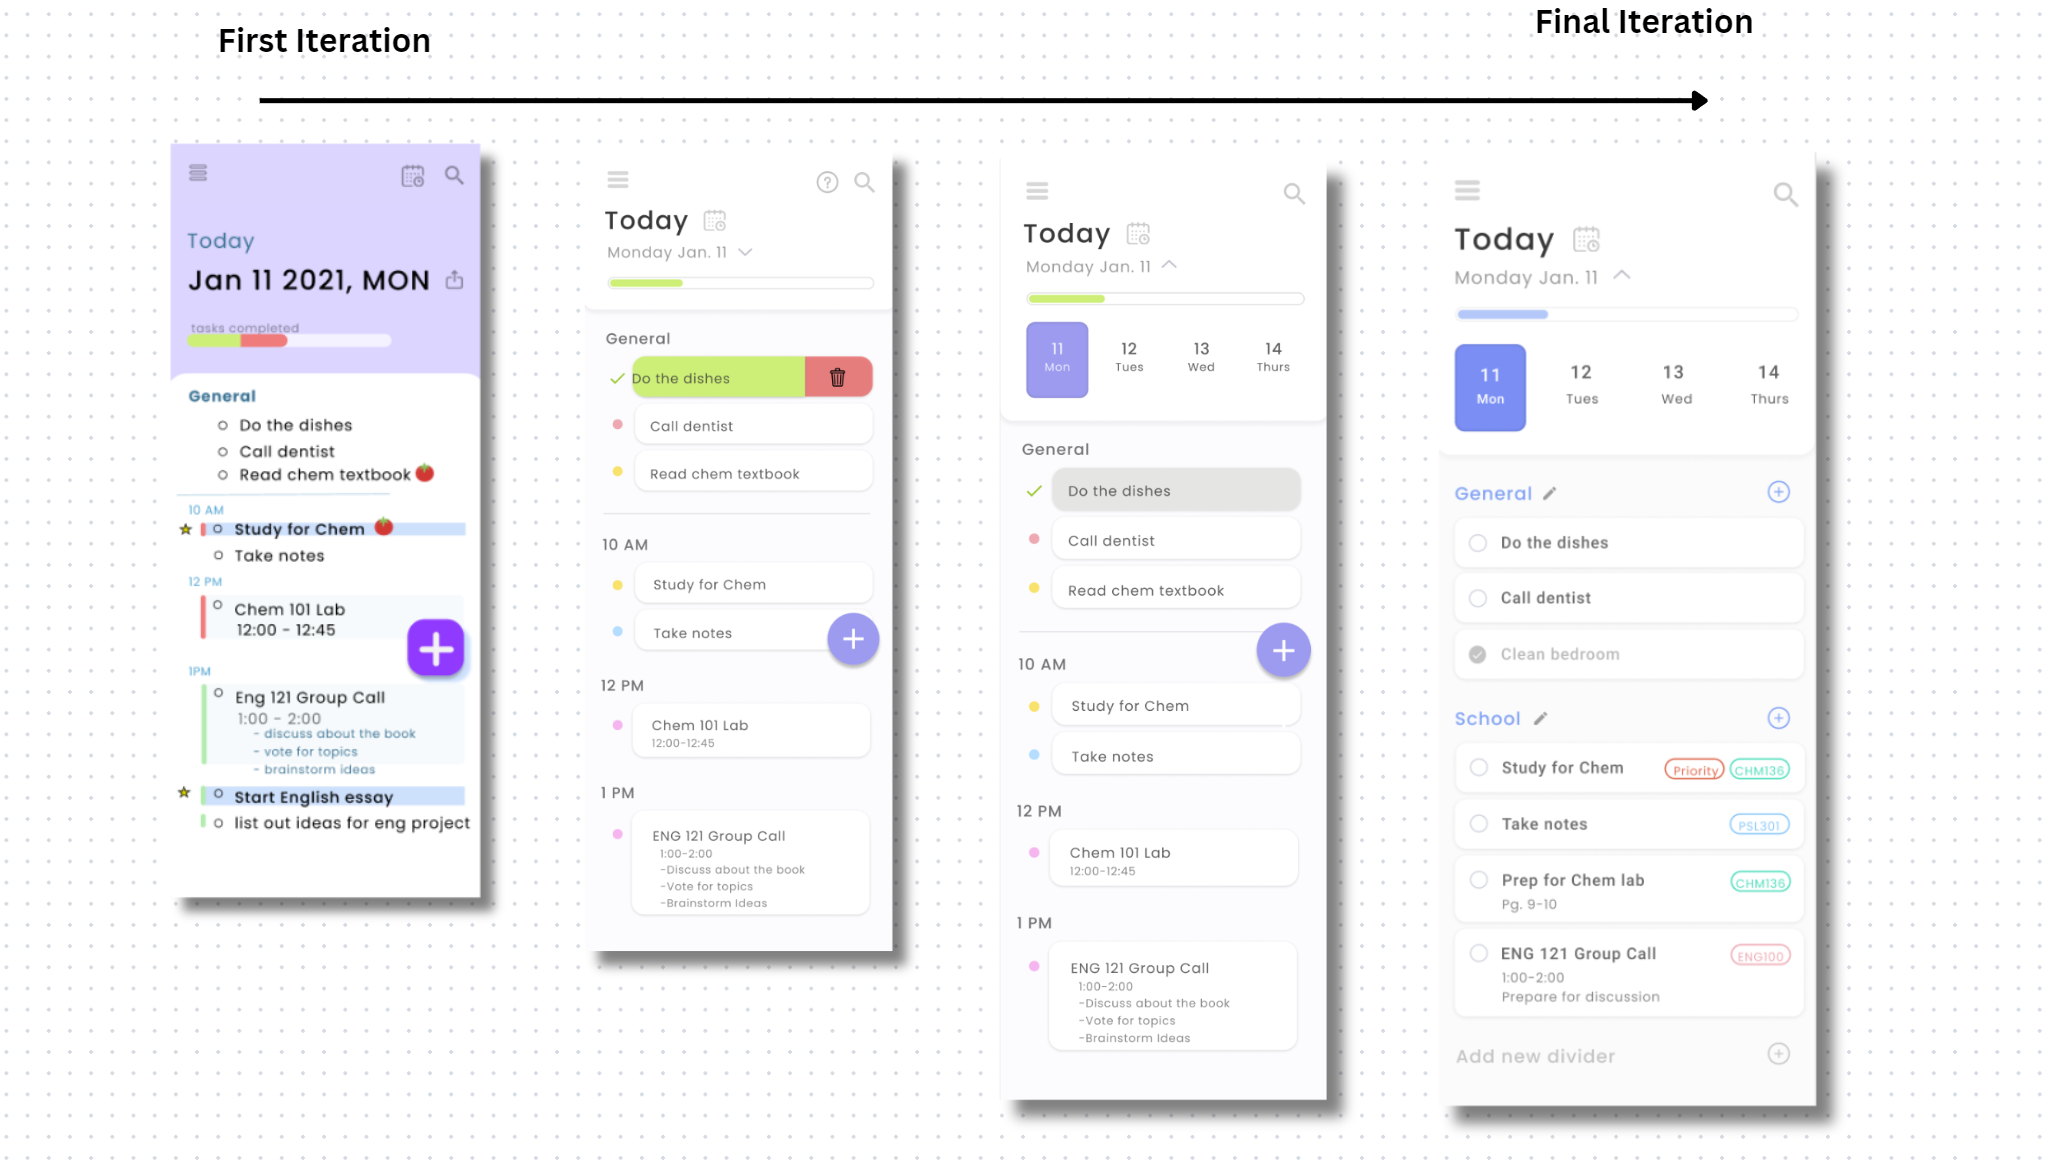 First Iteration
Final Iteration
Today
Jan 11 2021, MON
tasks completed
General
Do the dishes
Call dentist
Read chem textbook
10 AM
Study for Chem
Take notes
12 PM
Chem 101 Lab
12:00 - 12:45
1PM
Eng 121 Group Call
1:00 - 2:00
- discuss about the book
- vote for topics
- brainstorm ideas
Start English essay
list out ideas for eng project
?
Today
Monday Jan. 11
General
Do the dishes
Call dentist
Read chem textbook
10 AM
Study for Chem
Take notes
12 PM
Chem 101 Lab
12:00-12:45
1 PM
ENG 121 Group Call
1:00-2:00
-Discuss about the book
-Vote for topics
-Brainstorm Ideas
Today
Monday Jan. 11
11 12 13 14
Mon Tues Wed Thurs
General
Do the dishes
Call dentist
Read chem textbook
10 AM
Study for Chem
Take notes
12 PM
Chem 101 Lab
12:00-12:45
1 PM
ENG 121 Group Call
1:00-2:00
-Discuss about the book
-Vote for topics
-Brainstorm Ideas
Today
Monday Jan. 11
11 12 13 14
Mon Tues Wed Thurs
General
Do the dishes
Call dentist
Clean bedroom
School
Study for Chem Priority CHM136
Take notes PSL301
Prep for Chem lab CHM136
Pg. 9-10
ENG 121 Group Call ENG100
1:00-2:00
Prepare for discussion
Add new divider